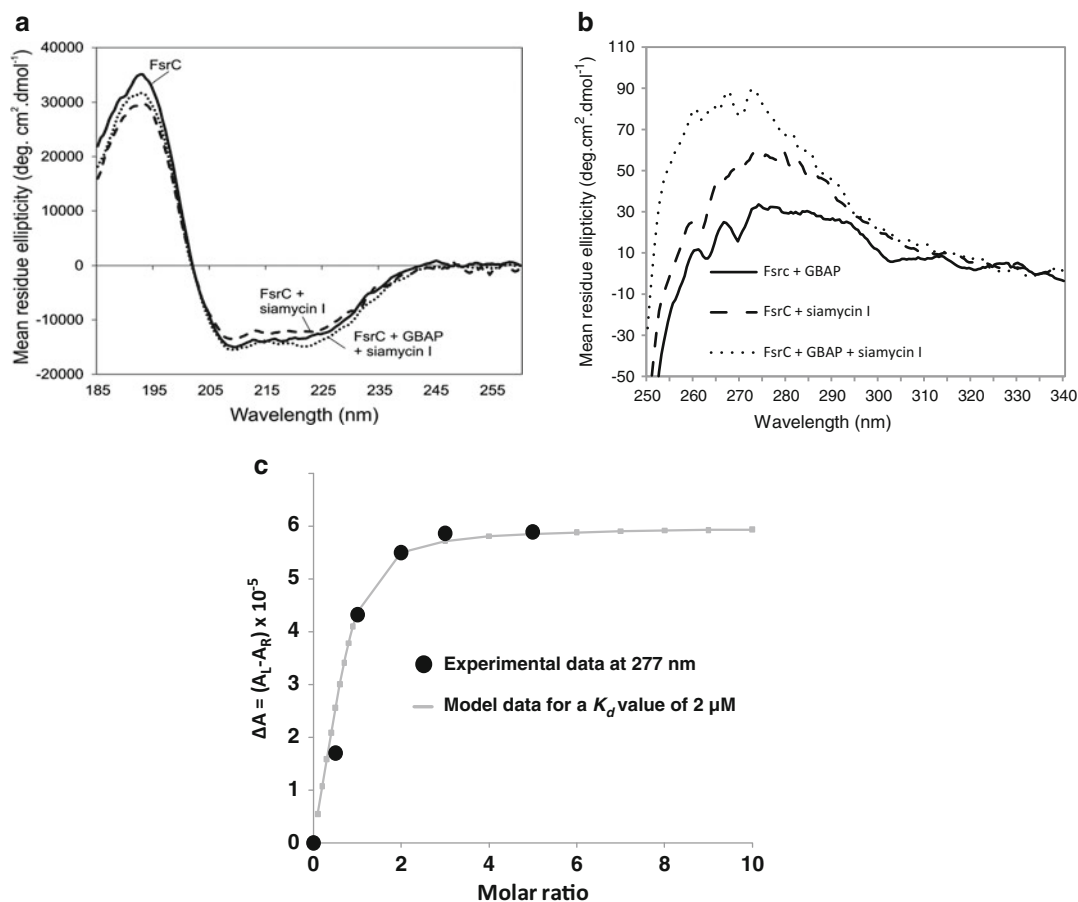 a
Mean residue ellipticity (deg. cm².dmol⁻¹)
40000
30000
20000
10000
0
-10000
-20000
FsrC
FsrC +
siamycin I
FsrC + GBAP
+ siamycin I
185 195 205 215 225 235 245 255
Wavelength (nm)
b
Mean residue ellipticity (deg.cm².dmol⁻¹)
110
90
70
50
30
10
-10
-30
-50
Fsrc + GBAP
FsrC + siamycin I
FsrC + GBAP + siamycin I
250 260 270 280 290 300 310 320 330 340
Wavelength (nm)
c
ΔA = (A_L-A_R) x 10⁻⁵
6
5
4
3
2
1
0
Experimental data at 277 nm
Model data for a K_d value of 2 µM
0 2 4 6 8 10
Molar ratio